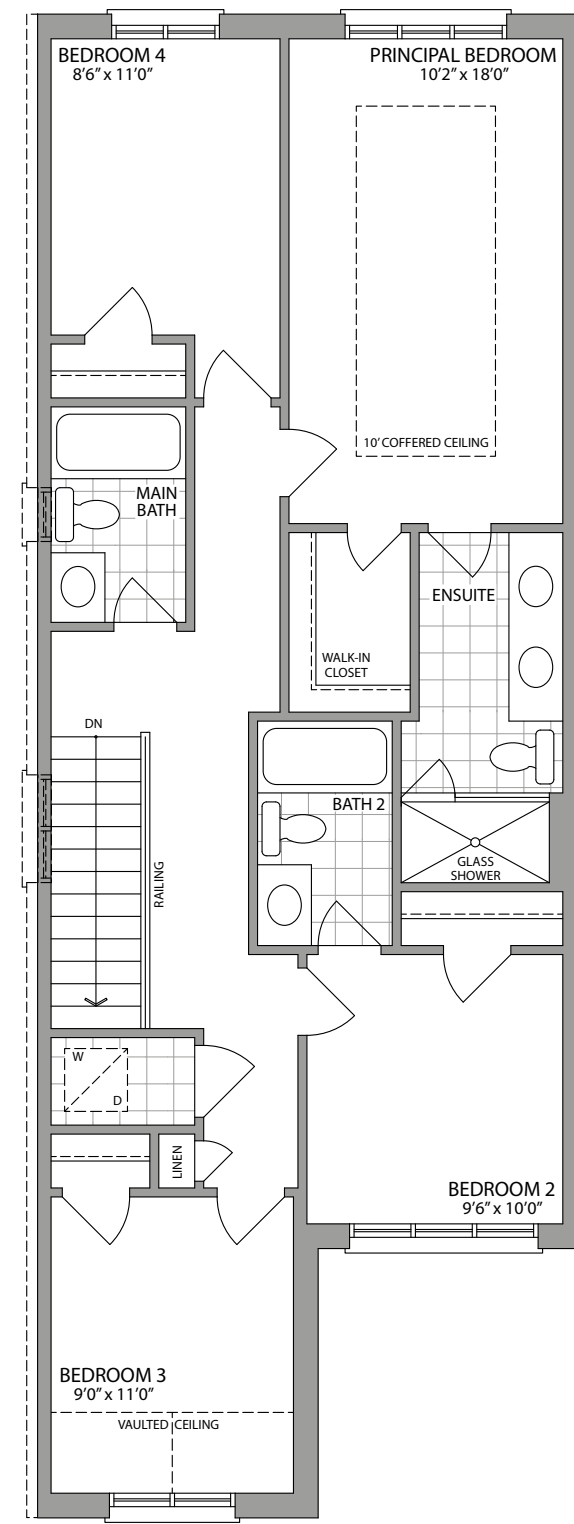 BEDROOM 4
8'6" x 11'0"
PRINCIPAL BEDROOM
10'2" x 18'0"
10' COFFERED CEILING
MAIN
BATH
ENSUITE
WALK-IN
CLOSET
DN
RAILING
BATH 2
GLASS
SHOWER
W
D
LINEN
BEDROOM 2
9'6" x 10'0"
BEDROOM 3
9'0" x 11'0"
VAULTED CEILING